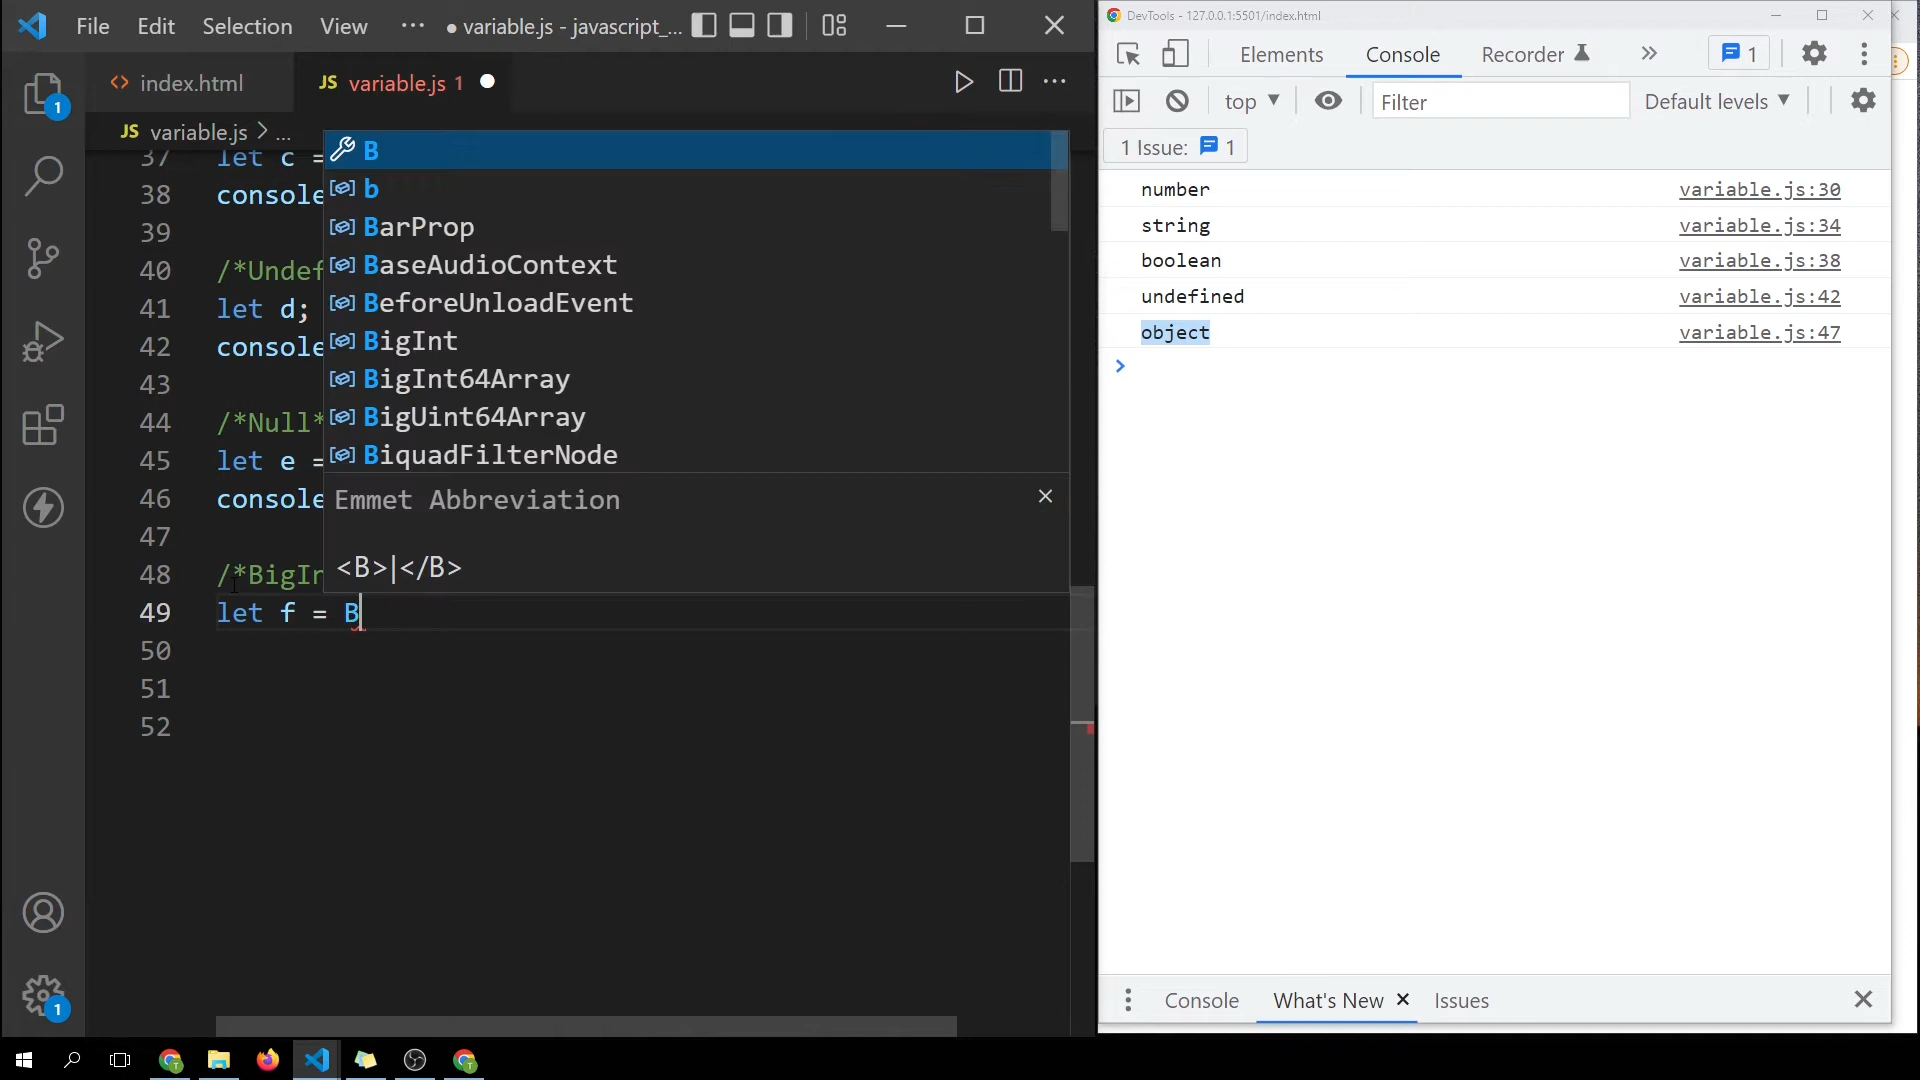 File Edit Selection View ··· ● variable.js - javascript_...
index.html JS variable.js 1
JS variable.js > ...
1
37 let c =
38 console
39
40 /*Undef
41 let d;
42 console
43
44 /*Null*
45 let e =
46 console
47
48 /*BigIn
49 let f = B
50
51
52
B
b
BarProp
BaseAudioContext
BeforeUnloadEvent
BigInt
BigInt64Array
BigUint64Array
BiquadFilterNode
Emmet Abbreviation
<B>|</B>
1
DevTools - 127.0.0.1:5501/index.html
Elements Console Recorder 1
top Filter Default levels
1 Issue: 1
number variable.js:30
string variable.js:34
boolean variable.js:38
undefined variable.js:42
object variable.js:47
>
Console What's New Issues